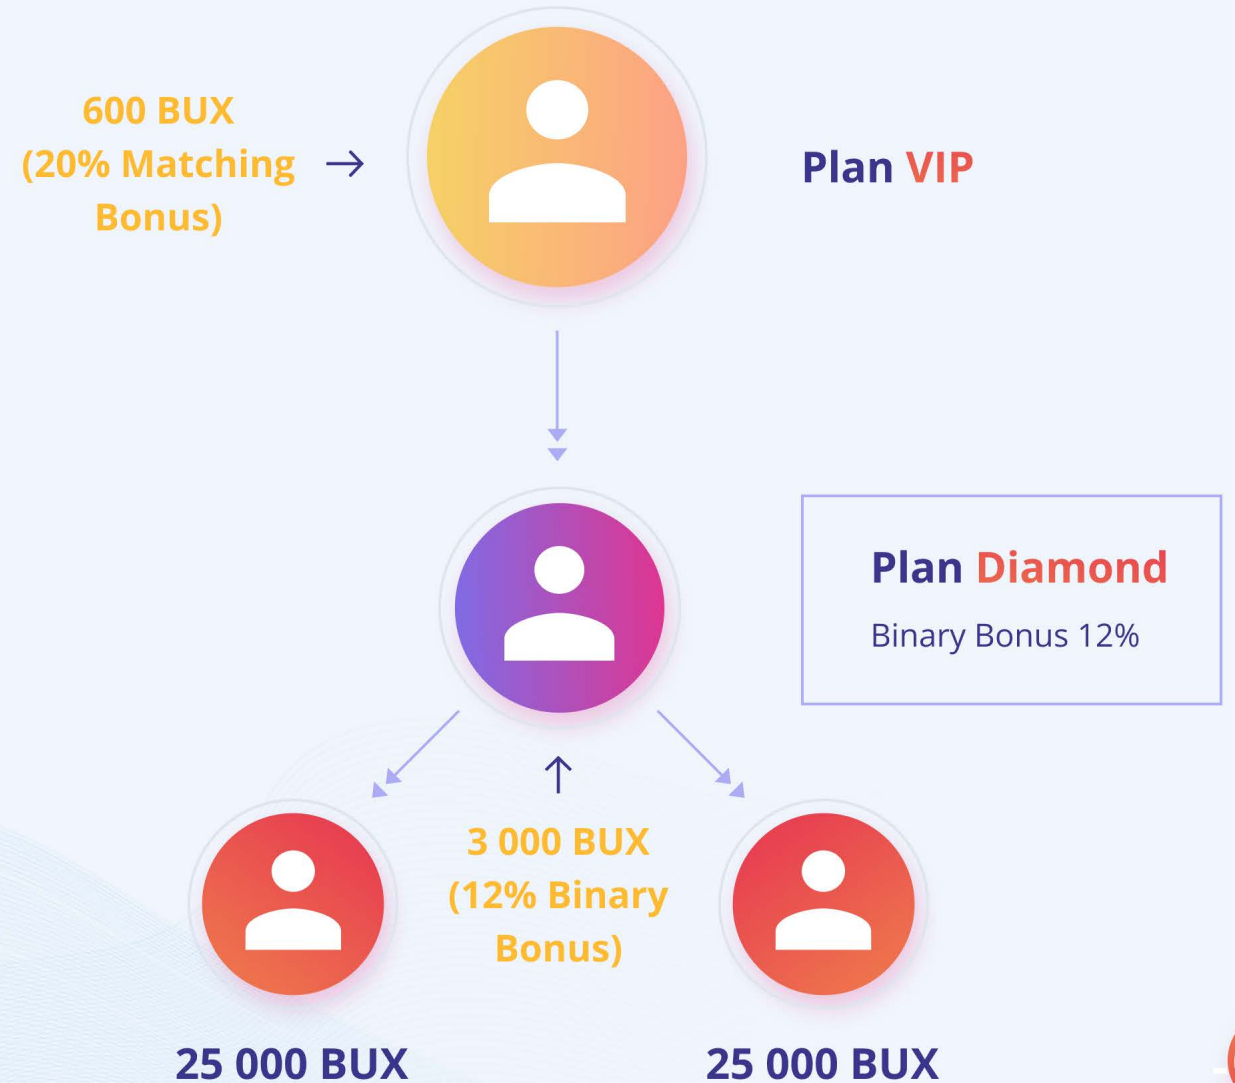 600 BUX
(20% Matching
Bonus)
Plan VIP
Plan Diamond
Binary Bonus 12%
3 000 BUX
(12% Binary
Bonus)
25 000 BUX
25 000 BUX